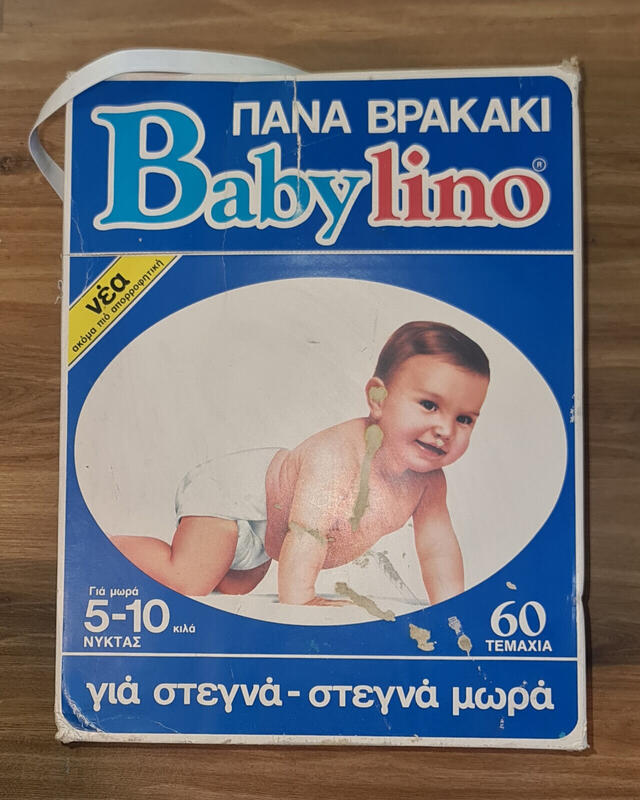 ΠΑΝΑ ΒΡΑΚΑΚΙ
Babylino®
νέα
ακόμα πιό απορροφητική
Γιά μωρά
5-10 κιλά
ΝΥΚΤΑΣ
60
ΤΕΜΑΧΙΑ
γιά στεγνά - στεγνά μωρά